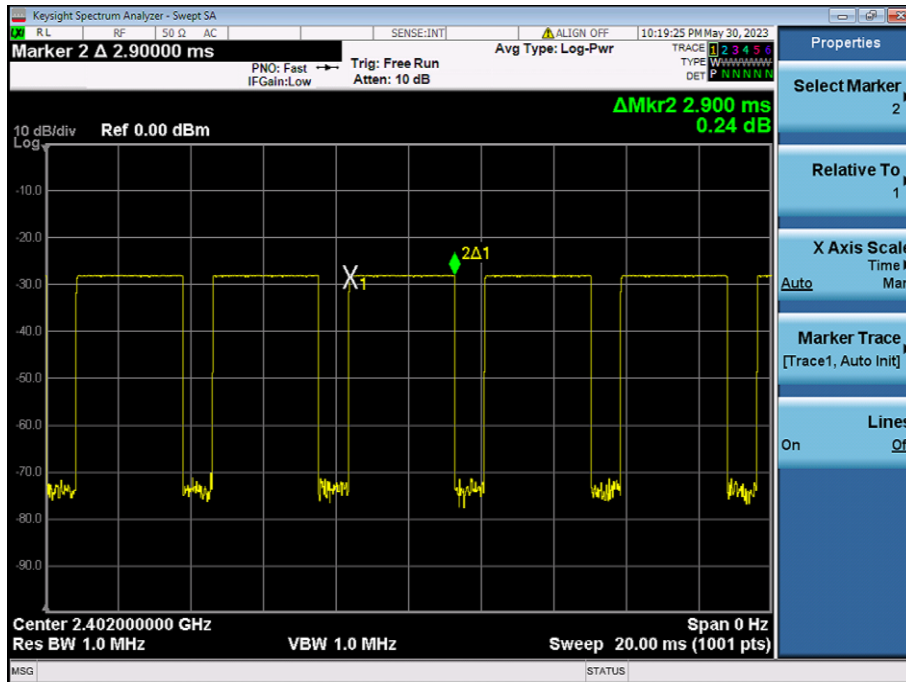 Keysight Spectrum Analyzer - Swept SA
LXI RL RF 50 Ω AC SENSE:INT ALIGN OFF 10:19:25 PM May 30, 2023
Marker 2 Δ 2.90000 ms
PNO: Fast
IFGain:Low
Trig: Free Run
Atten: 10 dB
Avg Type: Log-Pwr
TRACE 1 2 3 4 5 6
TYPE WWWWWW
DET P N N N N N
ΔMkr2 2.900 ms
0.24 dB
10 dB/div Ref 0.00 dBm
Log
-10.0
-20.0
-30.0
-40.0
-50.0
-60.0
-70.0
-80.0
-90.0
X1
2Δ1
Center 2.402000000 GHz Span 0 Hz
Res BW 1.0 MHz VBW 1.0 MHz Sweep 20.00 ms (1001 pts)
MSG STATUS
Properties
Select Marker
2
Relative To
1
X Axis Scale
Time
Auto Man
Marker Trace
[Trace1, Auto Init]
Lines
On Off